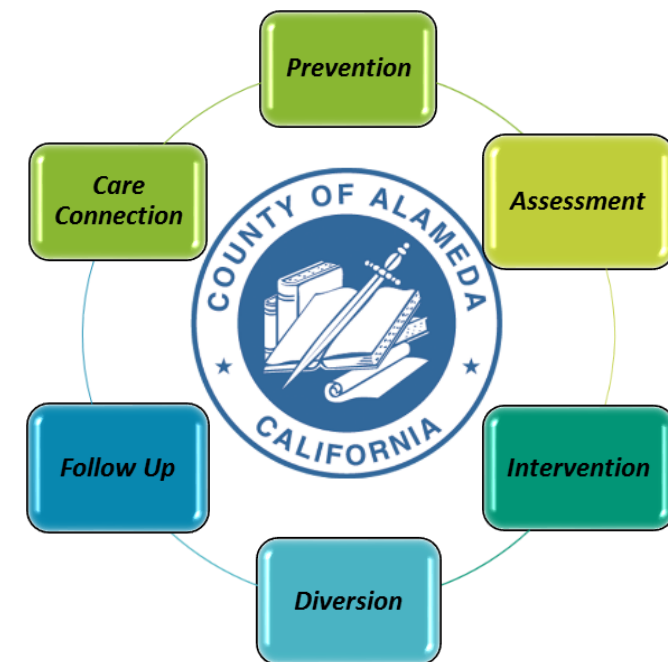 Prevention
Assessment
Intervention
Diversion
Follow Up
Care
Connection
COUNTY OF ALAMEDA
CALIFORNIA